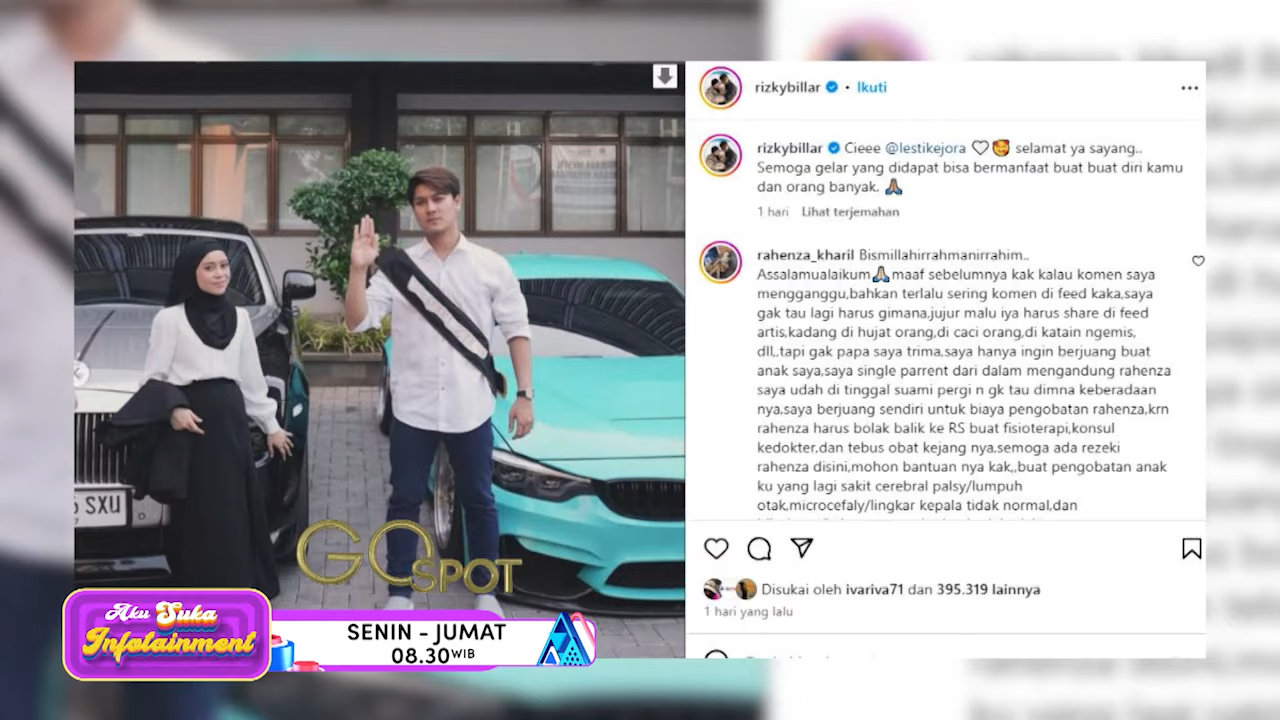 rizkybillar • Ikuti
rizkybillar Cieee @lestikejora 🤍🥰 selamat ya sayang..
Semoga gelar yang didapat bisa bermanfaat buat buat diri kamu
dan orang banyak. 🙏🏽
1 hari Lihat terjemahan
rahenza_kharil Bismillahirrahmanirrahim..
Assalamualaikum🙏🏽maaf sebelumnya kak kalau komen saya
mengganggu,bahkan terlalu sering komen di feed kaka,saya
gak tau lagi harus gimana,jujur malu iya harus share di feed
artis,kadang di hujat orang,di caci orang,di katain ngemis,
dll,,tapi gak papa saya trima,saya hanya ingin berjuang buat
anak saya,saya single parrent dari dalam mengandung rahenza
saya udah di tinggal suami pergi n gk tau dimna keberadaan
nya,saya berjuang sendiri untuk biaya pengobatan rahenza,krn
rahenza harus bolak balik ke RS buat fisioterapi,konsul
kedokter,dan tebus obat kejang nya,semoga ada rezeki
rahenza disini,mohon bantuan nya kak,,buat pengobatan anak
ku yang lagi sakit cerebral palsy/lumpuh
otak,microcefaly/lingkar kepala tidak normal,dan
Disukai oleh ivariva71 dan 395.319 lainnya
1 hari yang lalu
SXU
GO
SPOT
Aku Suka
Infotainment
SENIN - JUMAT
08.30 WIB